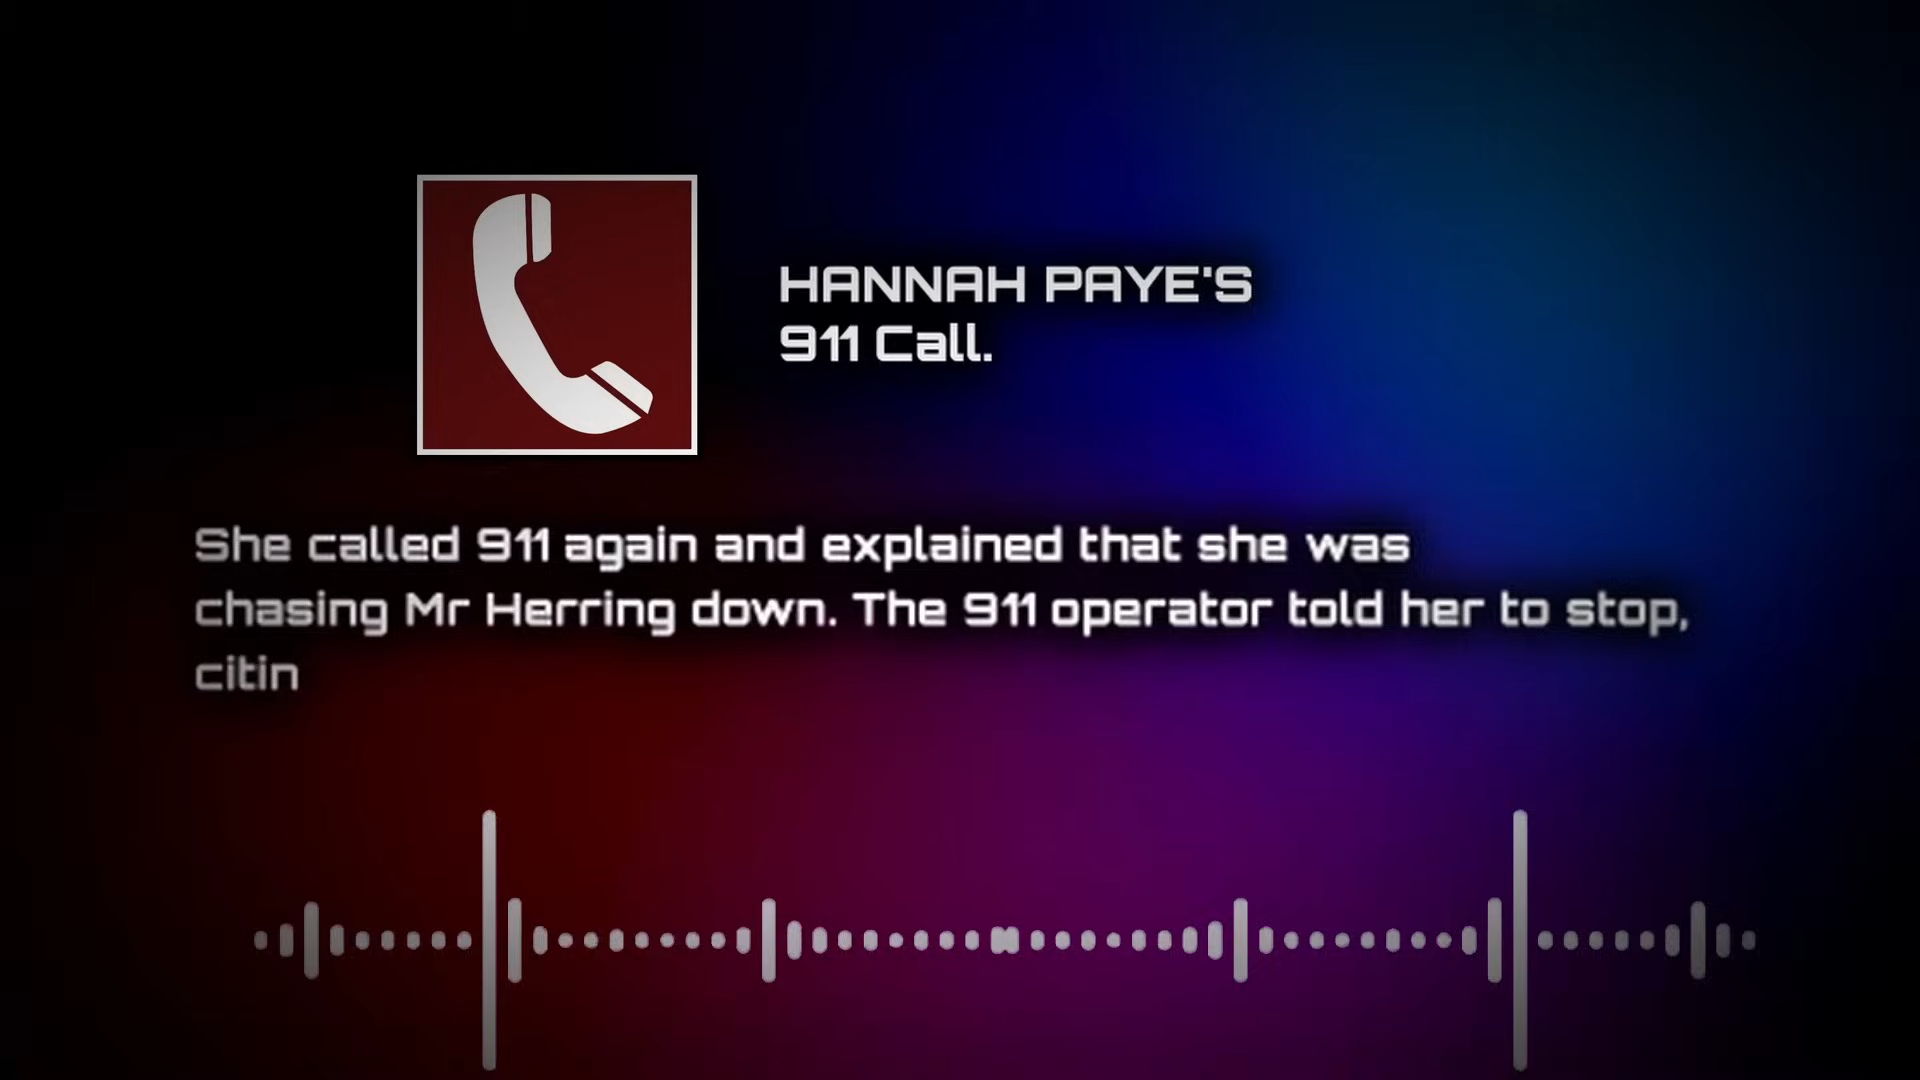 HANNAH PAYE'S
911 Call.
She called 911 again and explained that she was
chasing Mr Herring down. The 911 operator told her to stop,
citin